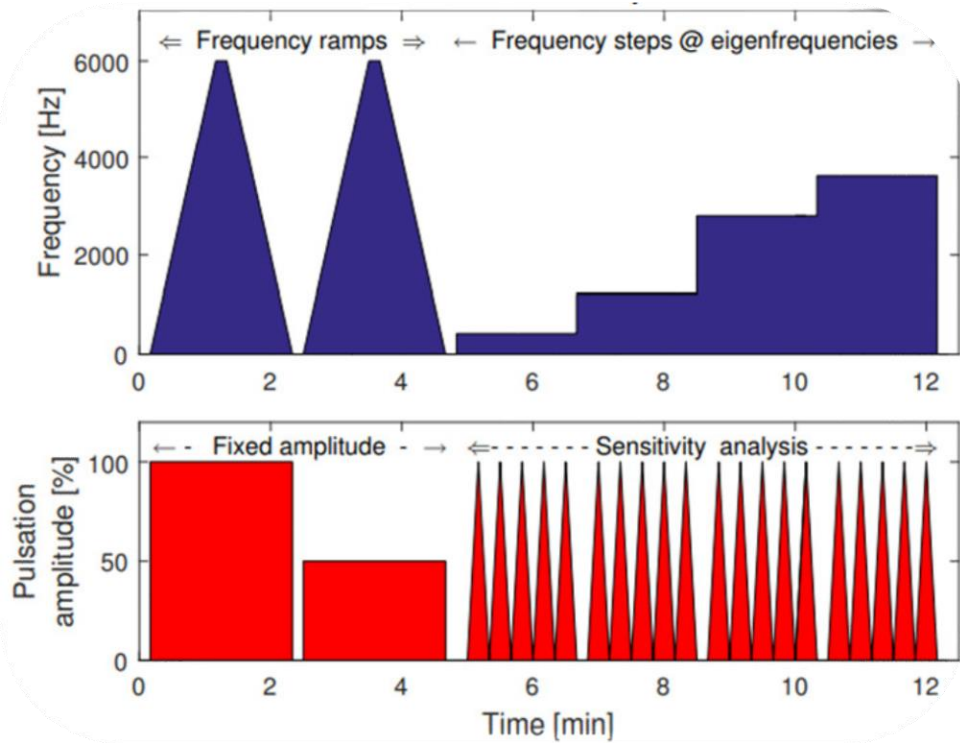 ⇐ Frequency ramps ⇒ ← Frequency steps @ eigenfrequencies →
Frequency [Hz]
6000
4000
2000
0
0 2 4 6 8 10 12
← - Fixed amplitude - → ⇐- - - - - - - Sensitivity analysis - - - - - - -⇒
Pulsation
amplitude [%]
100
50
0
0 2 4 6 8 10 12
Time [min]